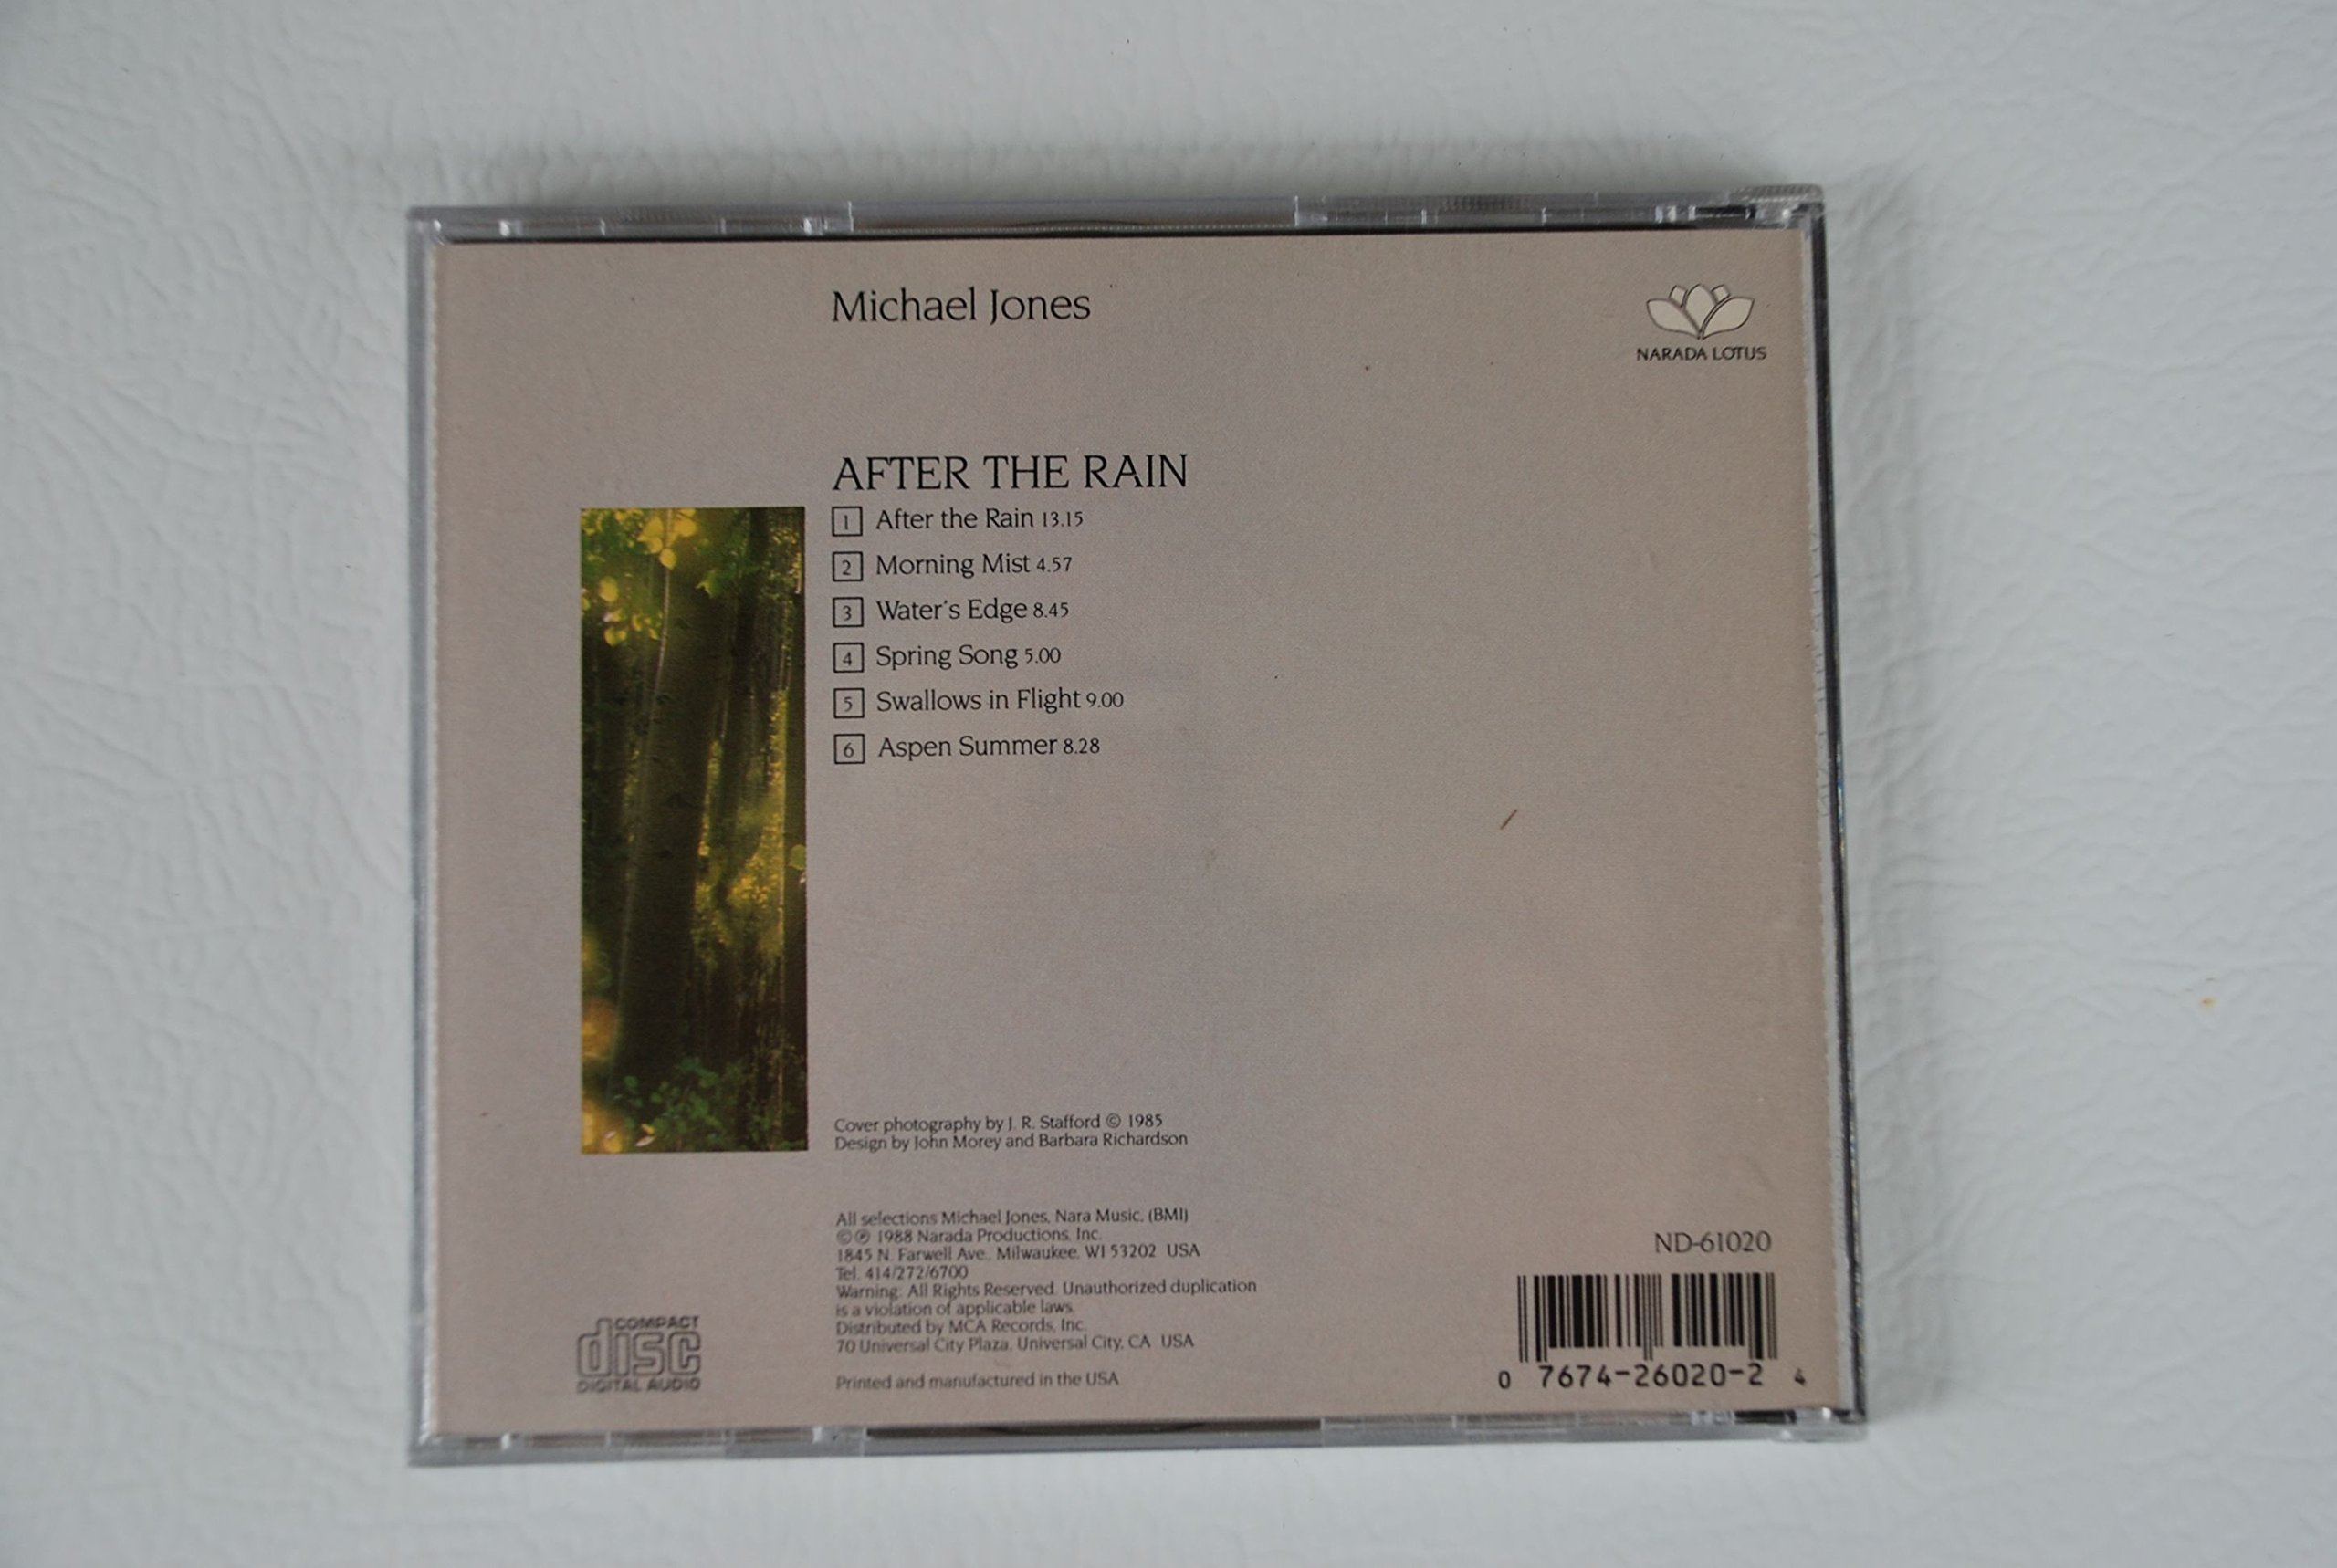 Michael Jones
NARADA LOTUS
AFTER THE RAIN
1 After the Rain 13.15
2 Morning Mist 4.57
3 Water's Edge 8.45
4 Spring Song 5.00
5 Swallows in Flight 9.00
6 Aspen Summer 8.28
Cover photography by J. R. Stafford © 1985
Design by John Morey and Barbara Richardson
All selections Michael Jones, Nara Music, (BMI)
©℗ 1988 Narada Productions, Inc.
1845 N. Farwell Ave., Milwaukee, WI 53202 USA
Tel. 414/272/6700
Warning: All Rights Reserved. Unauthorized duplication
is a violation of applicable laws.
Distributed by MCA Records, Inc.
70 Universal City Plaza, Universal City, CA USA
Printed and manufactured in the USA
COMPACT
disc
DIGITAL AUDIO
ND-61020
0 7674-26020-2 4